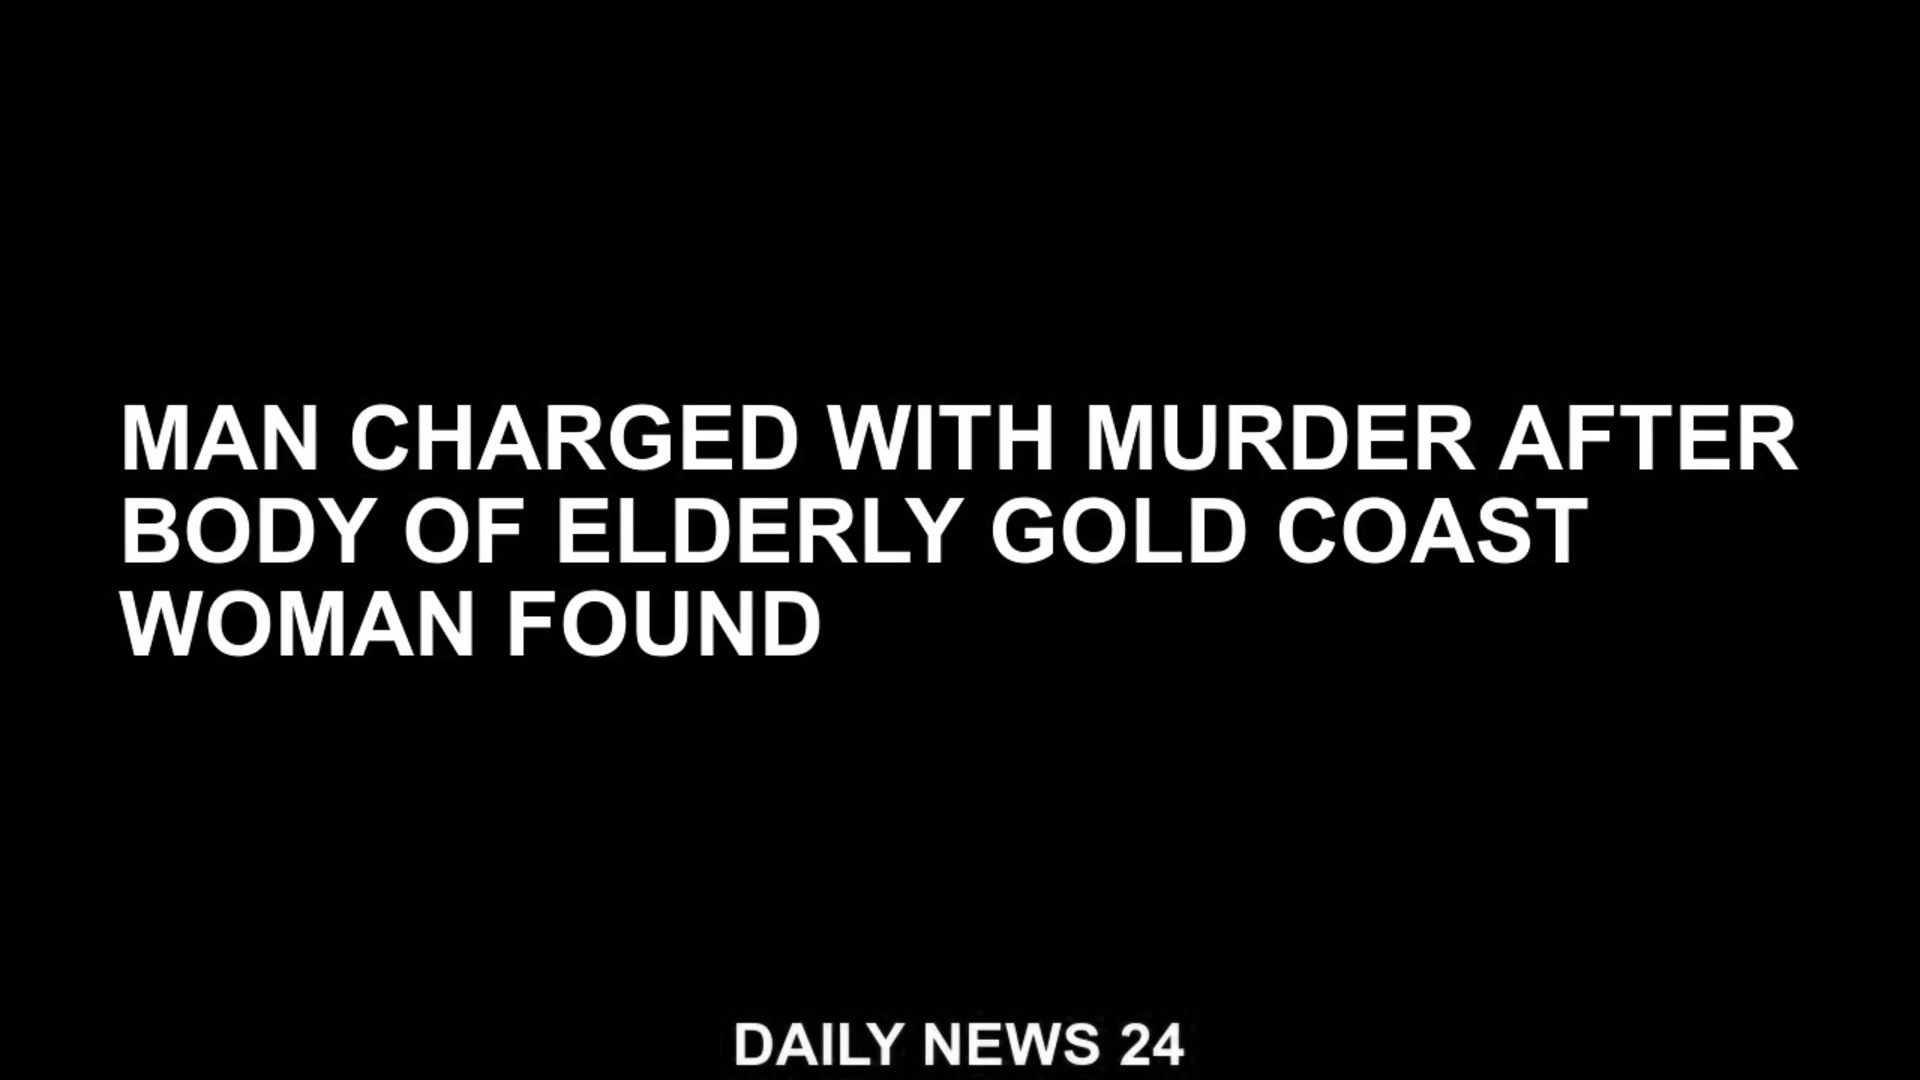 MAN CHARGED WITH MURDER AFTER
BODY OF ELDERLY GOLD COAST
WOMAN FOUND
DAILY NEWS 24